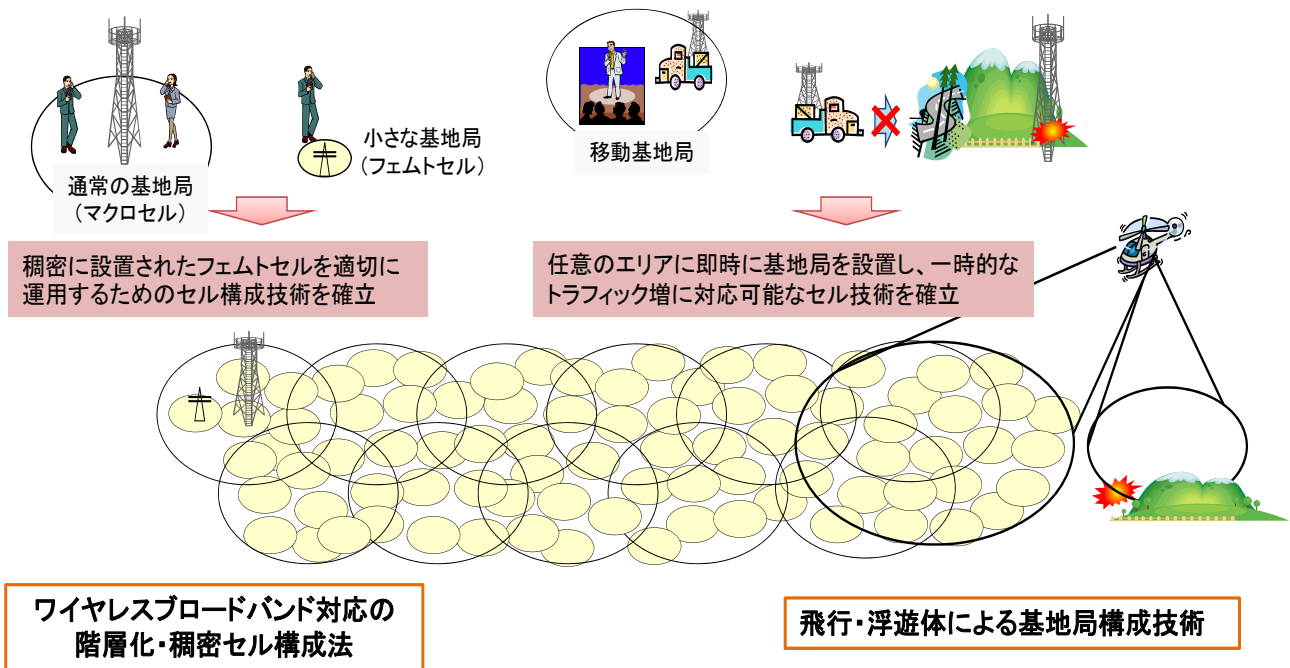 通常の基地局
（マクロセル）
小さな基地局
（フェムトセル）
移動基地局
稠密に設置されたフェムトセルを適切に
運用するためのセル構成技術を確立
任意のエリアに即時に基地局を設置し、一時的な
トラフィック増に対応可能なセル技術を確立
ワイヤレスブロードバンド対応の
階層化・稠密セル構成法
飛行・浮遊体による基地局構成技術